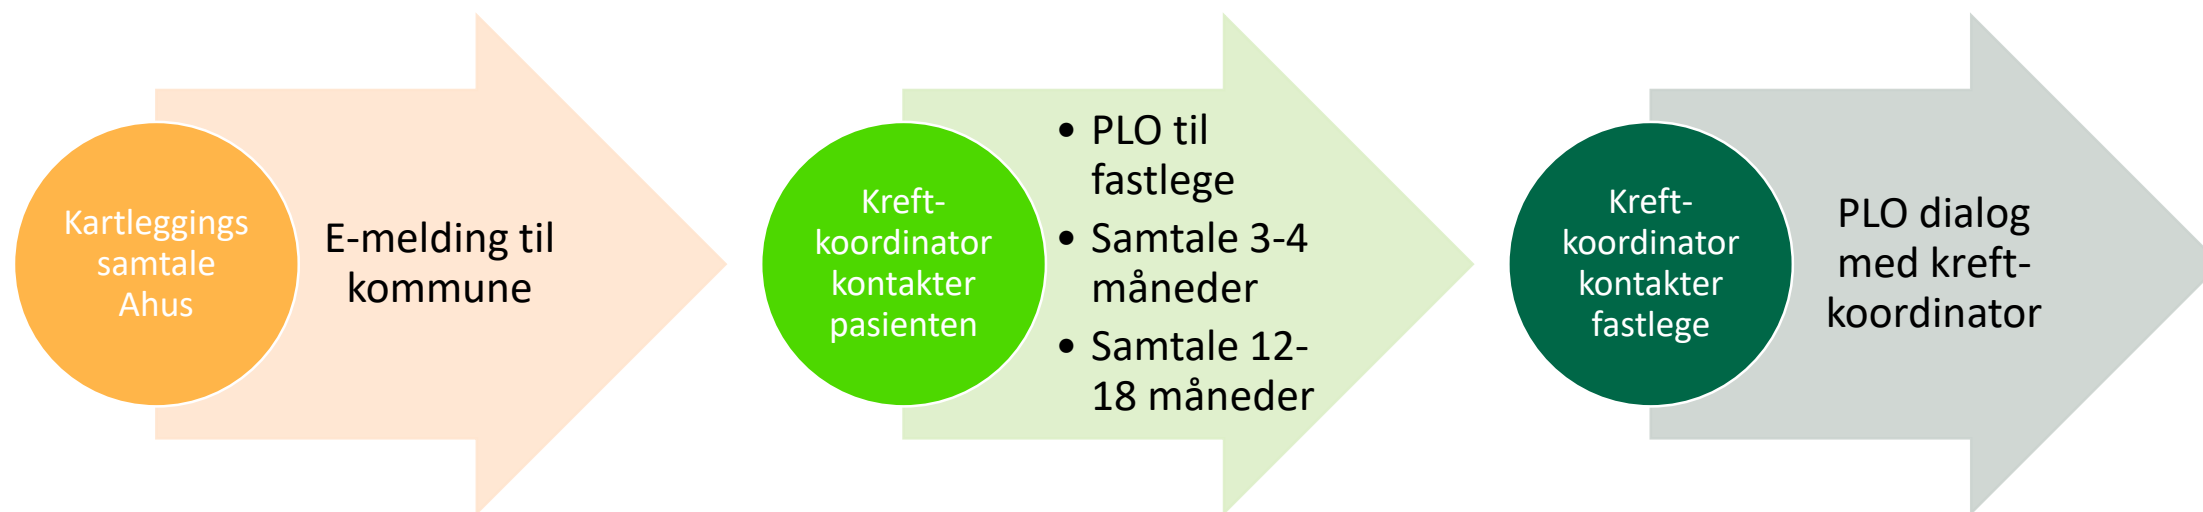 Kartleggings
samtale
Ahus
E-melding til
kommune
Kreft-
koordinator
kontakter
pasienten
• PLO til
fastlege
• Samtale 3-4
måneder
• Samtale 12-
18 måneder
Kreft-
koordinator
kontakter
fastlege
PLO dialog
med kreft-
koordinator